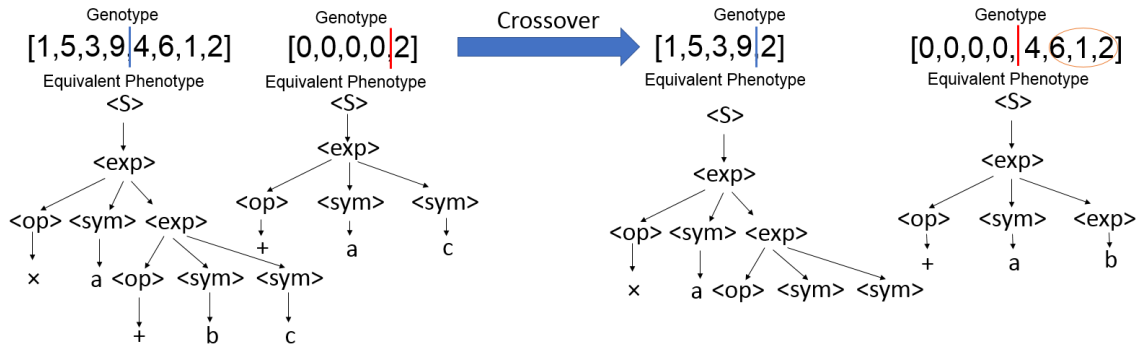 Genotype
[1,5,3,9,4,6,1,2]
Equivalent Phenotype
<S>
<exp>
<op> <sym> <exp>
× a <op> <sym> <sym>
+ b c
Genotype
[0,0,0,0,2]
Equivalent Phenotype
<S>
<exp>
<op> <sym> <sym>
+ a c
Crossover
Genotype
[1,5,3,9,2]
Equivalent Phenotype
<S>
<exp>
<op> <sym> <exp>
× a <op> <sym> <sym>
Genotype
[0,0,0,0,4,6,1,2]
Equivalent Phenotype
<S>
<exp>
<op> <sym> <exp>
+ a b